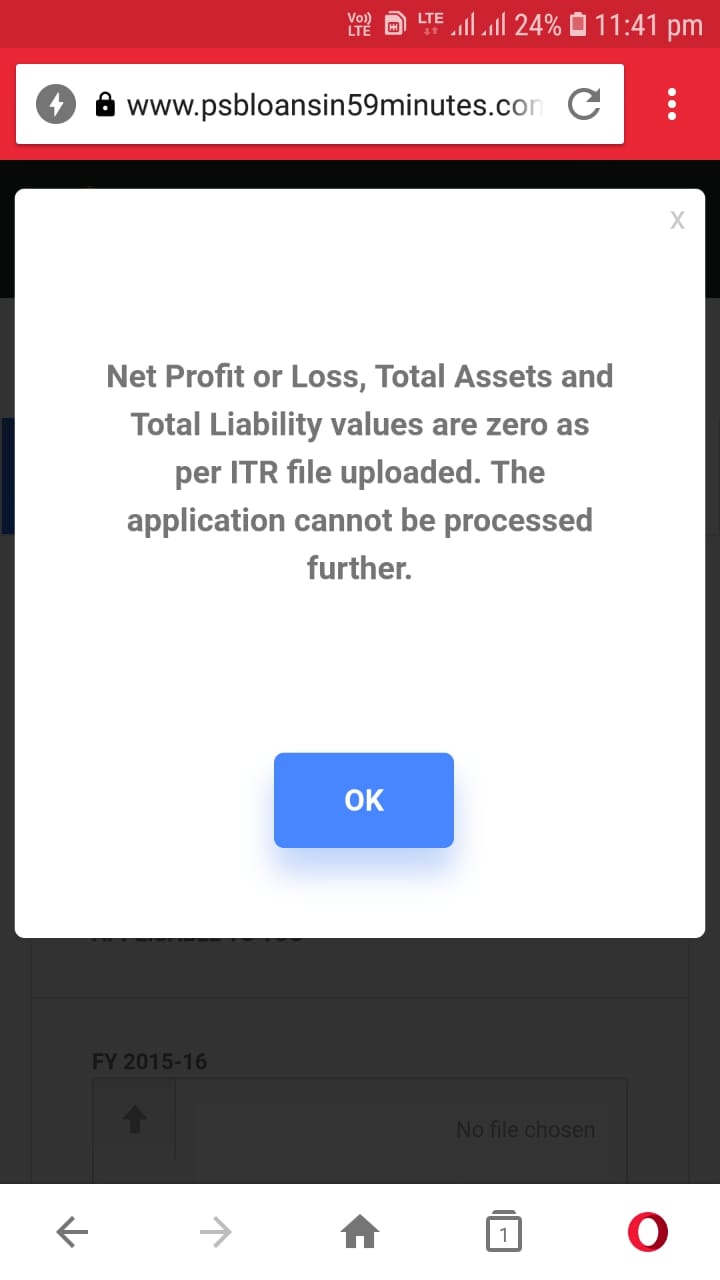 Vo)) LTE LTE 24% 11:41 pm
www.psbloansin59minutes.con
X
Net Profit or Loss, Total Assets and
Total Liability values are zero as
per ITR file uploaded. The
application cannot be processed
further.
OK
FY 2015-16
No file chosen
1